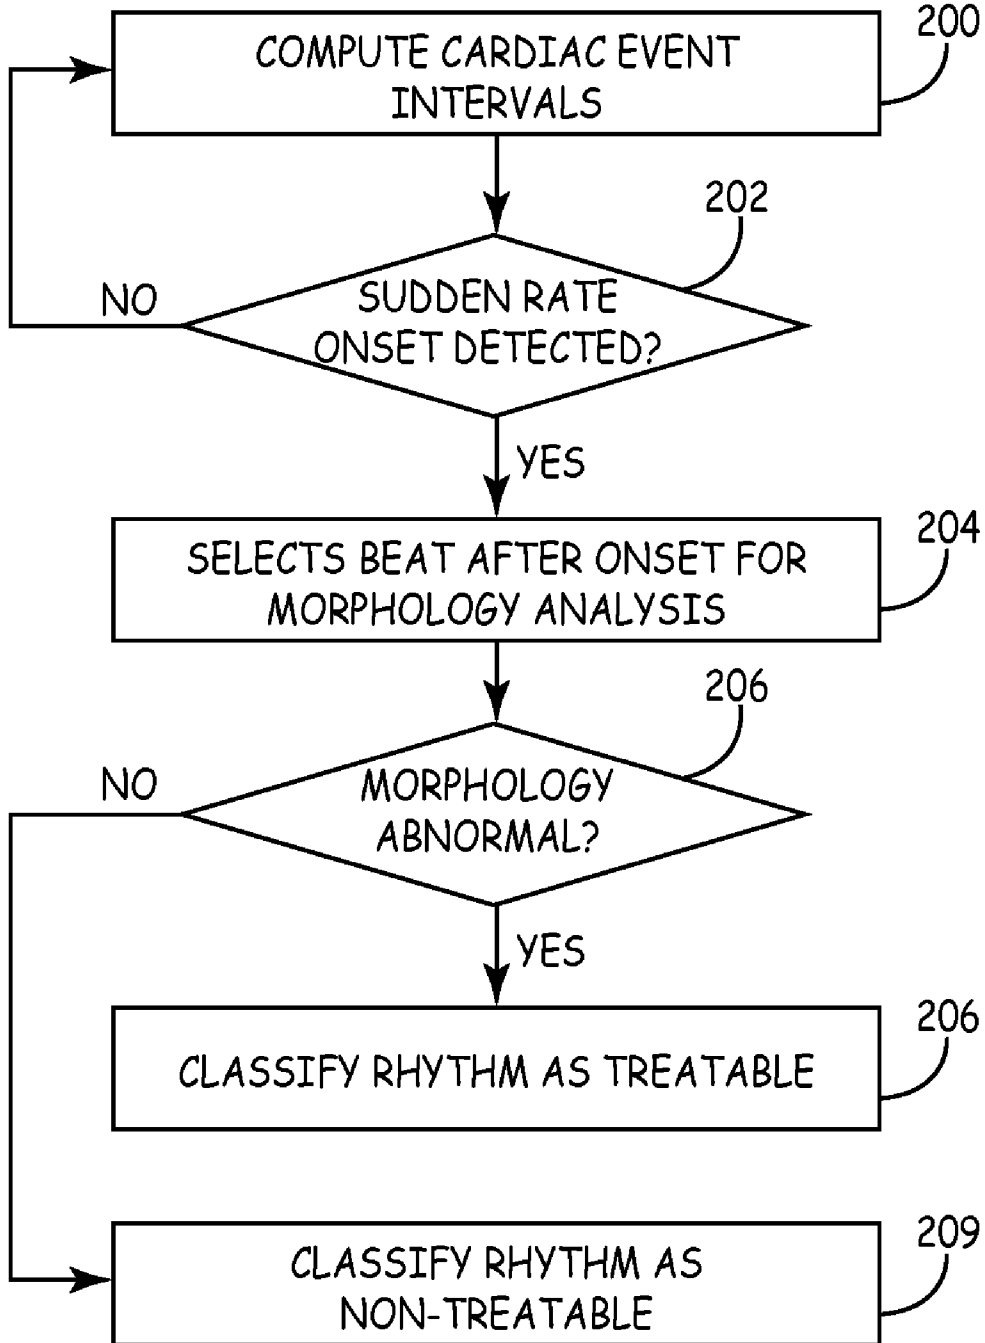 200
COMPUTE CARDIAC EVENT
INTERVALS
202
SUDDEN RATE
ONSET DETECTED?
NO
YES
204
SELECTS BEAT AFTER ONSET FOR
MORPHOLOGY ANALYSIS
206
MORPHOLOGY
ABNORMAL?
NO
YES
206
CLASSIFY RHYTHM AS TREATABLE
209
CLASSIFY RHYTHM AS
NON-TREATABLE